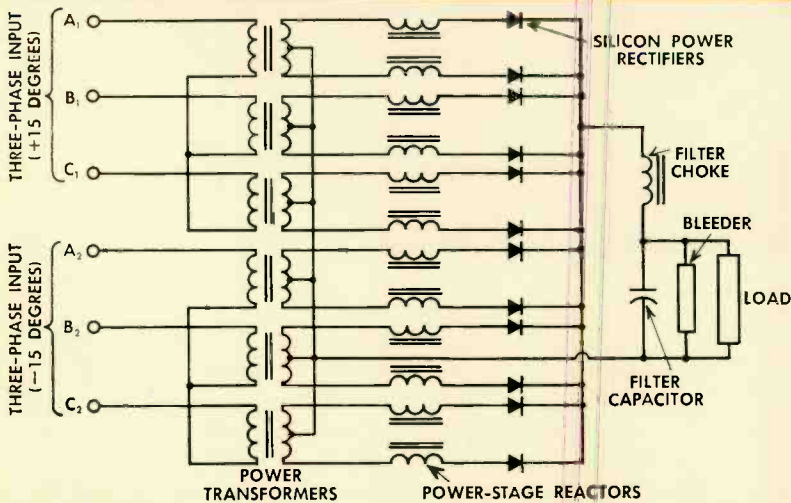 THREE-PHASE INPUT
(+15 DEGREES)
A₁
B₁
C₁
THREE-PHASE INPUT
(−15 DEGREES)
A₂
B₂
C₂
SILICON POWER
RECTIFIERS
FILTER
CHOKE
BLEEDER
LOAD
FILTER
CAPACITOR
POWER
TRANSFORMERS
POWER-STAGE REACTORS